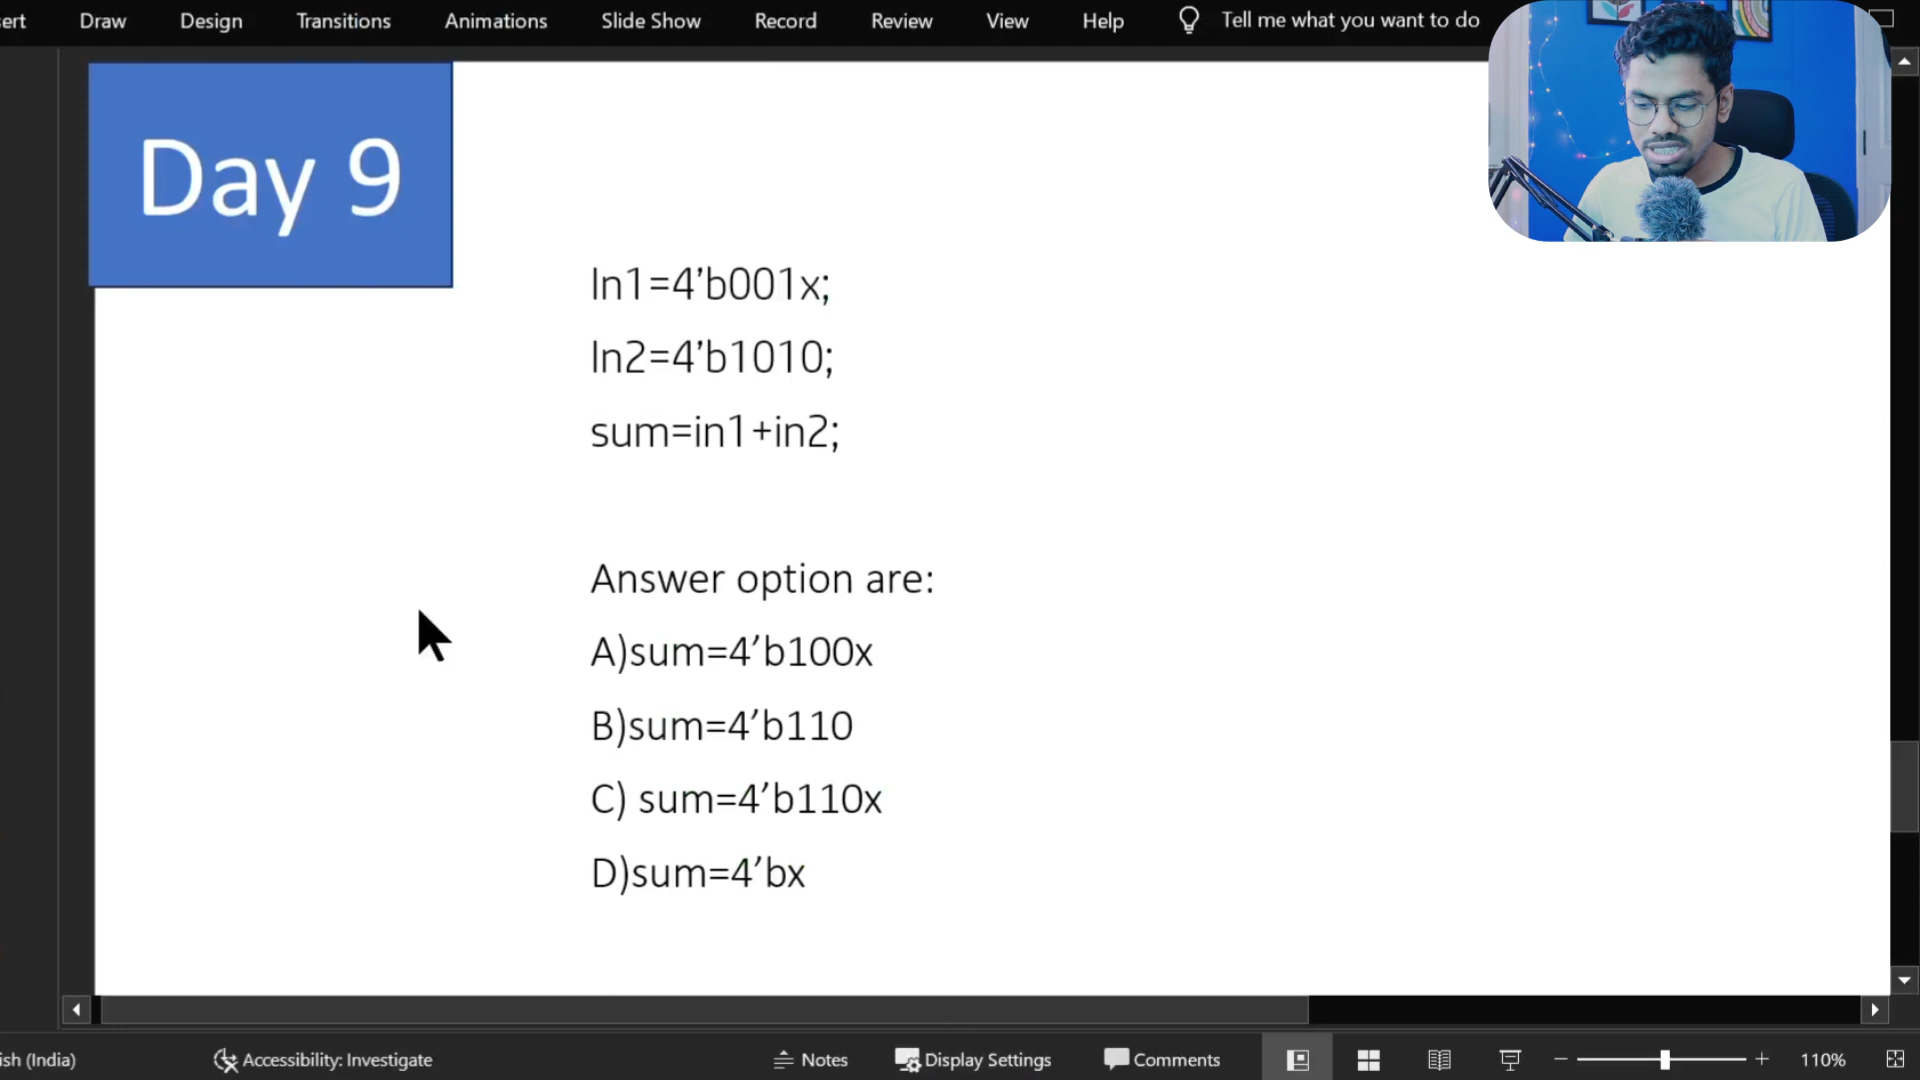 ert Draw Design Transitions Animations Slide Show Record Review View Help Tell me what you want to do
Day 9
In1=4’b001x;
In2=4’b1010;
sum=in1+in2;
Answer option are:
A)sum=4’b100x
B)sum=4’b110
C) sum=4’b110x
D)sum=4’bx
ish (India) Accessibility: Investigate Notes Display Settings Comments 110%